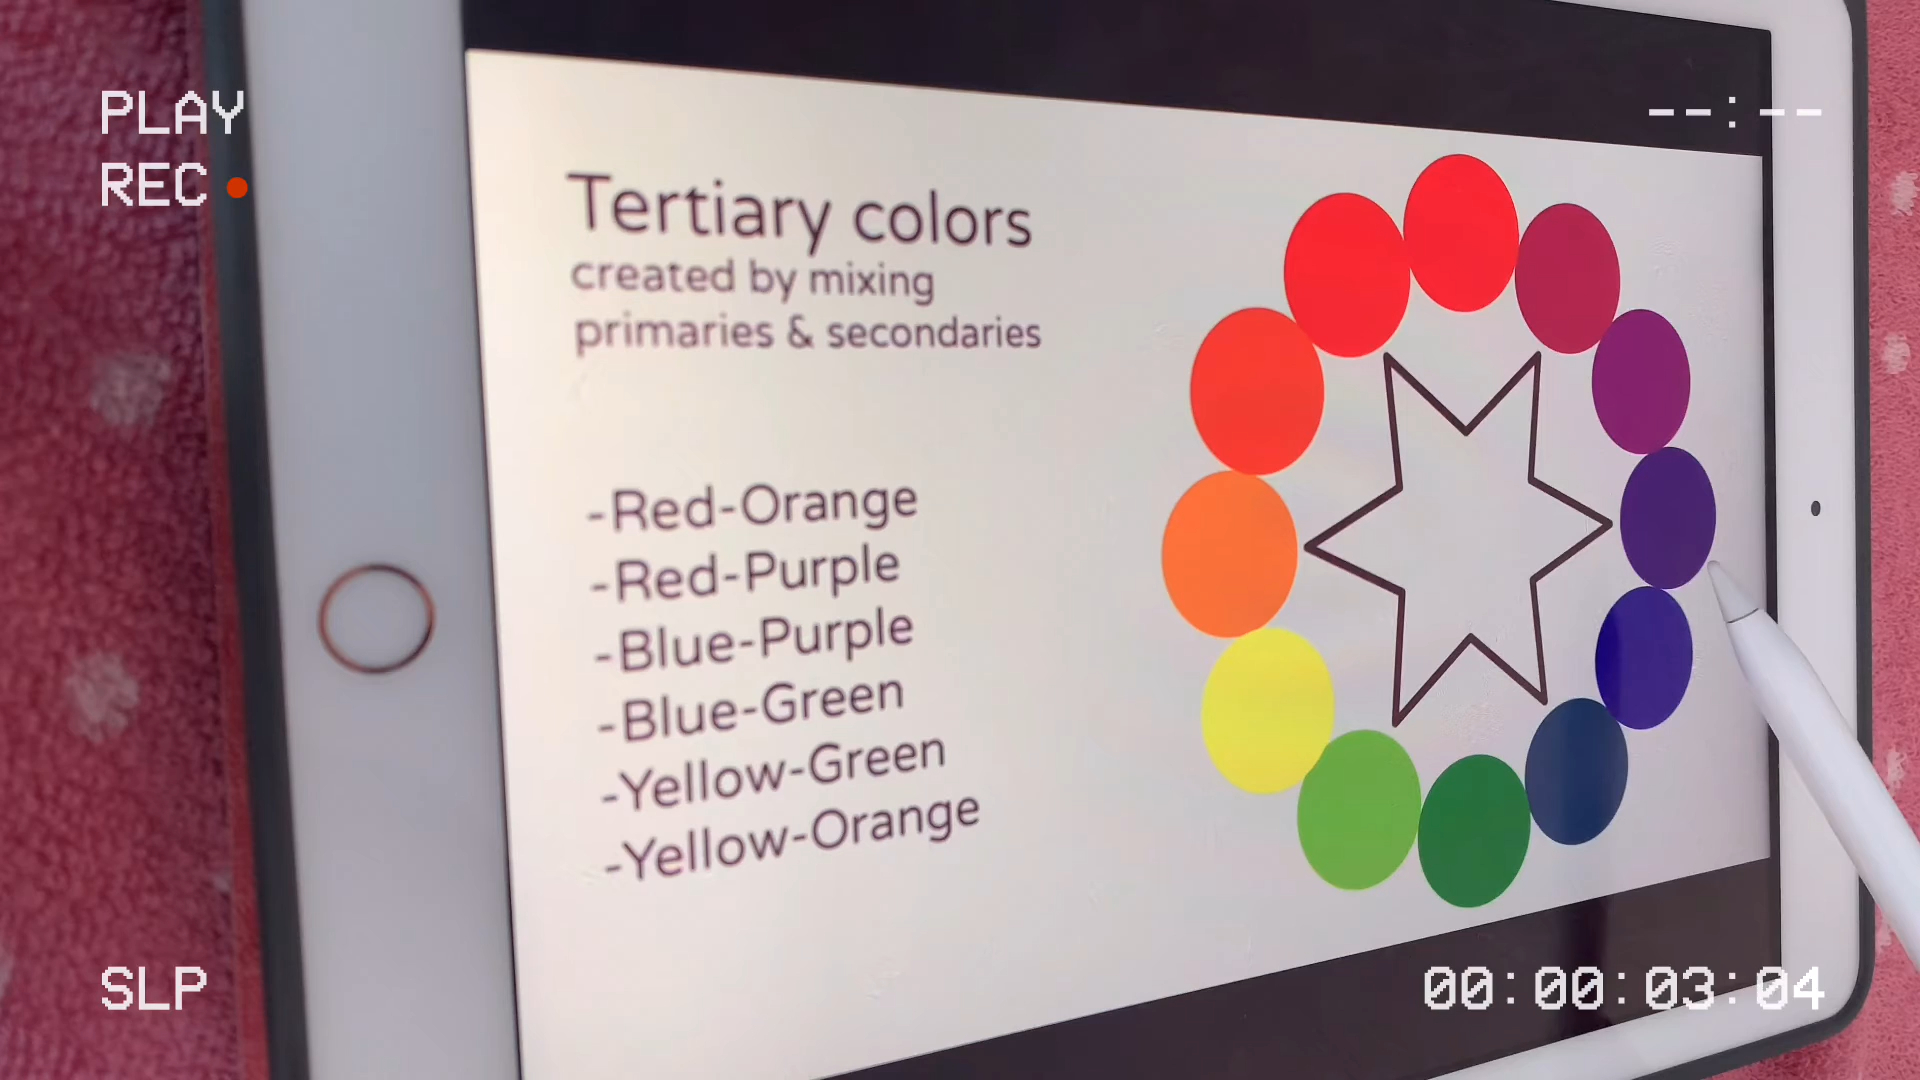 PLAY
REC
--:--
Tertiary colors
created by mixing
primaries & secondaries
-Red-Orange
-Red-Purple
-Blue-Purple
-Blue-Green
-Yellow-Green
-Yellow-Orange
SLP
00:00:03:04